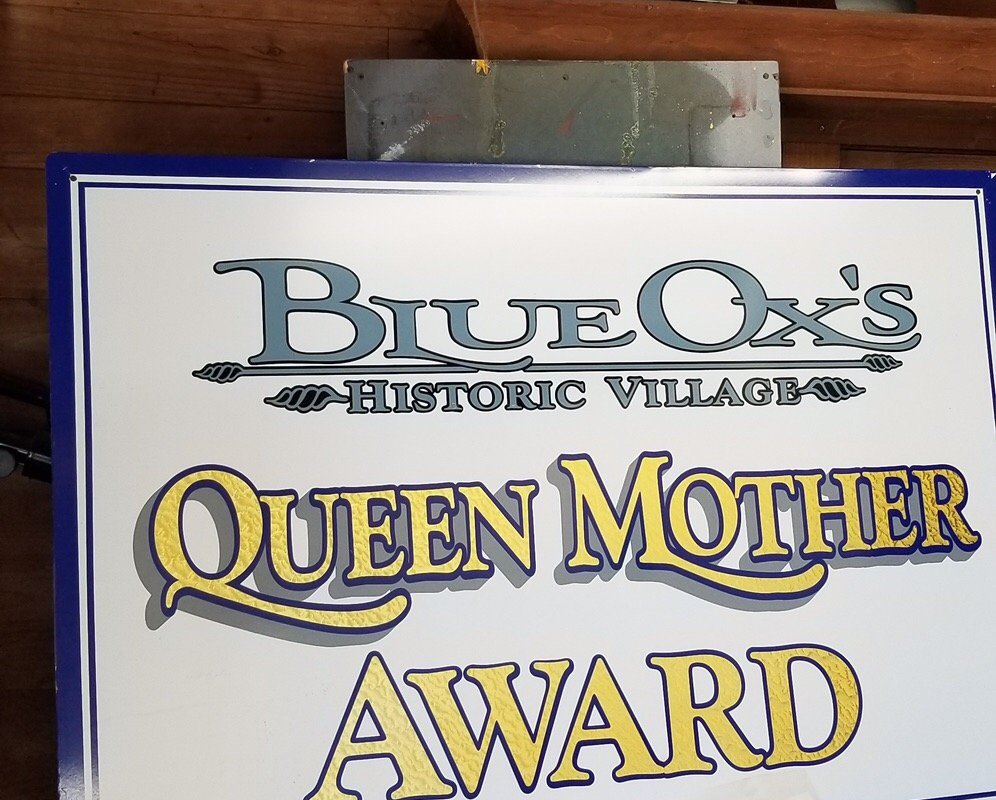 BLUE OX'S
HISTORIC VILLAGE
QUEEN MOTHER
AWARD